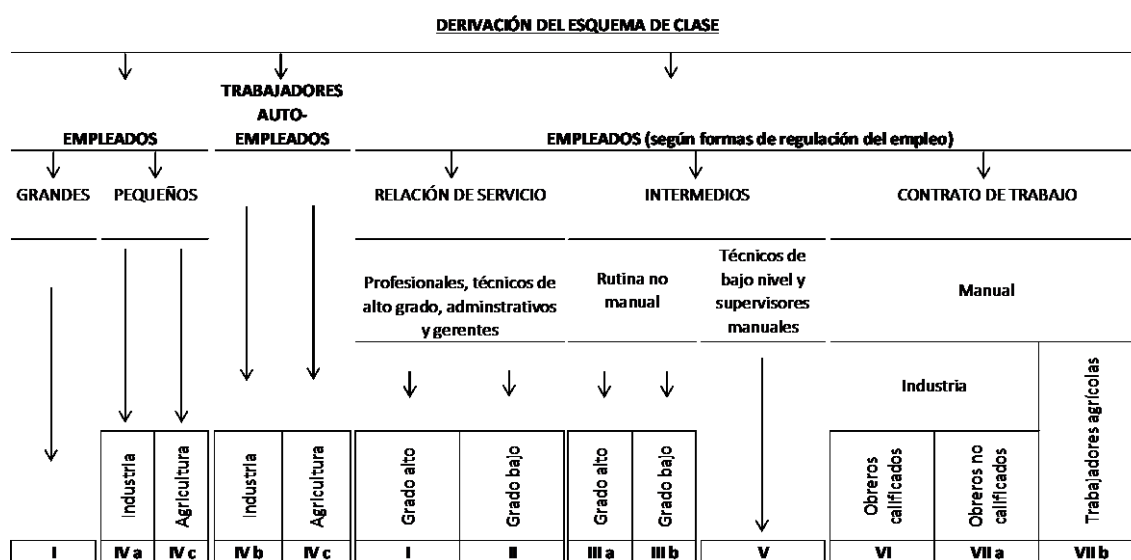 DERIVACIÓN DEL ESQUEMA DE CLASE
EMPLEADOS
TRABAJADORES
AUTO-
EMPLEADOS
EMPLEADOS (según formas de regulación del empleo)
GRANDES
PEQUEÑOS
RELACIÓN DE SERVICIO
INTERMEDIOS
CONTRATO DE TRABAJO
Profesionales, técnicos de
alto grado, adminstrativos
y gerentes
Rutina no
manual
Técnicos de
bajo nivel y
supervisores
manuales
Manual
Industria
Industria
Agricultura
Industria
Agricultura
Grado alto
Grado bajo
Grado alto
Grado bajo
Obreros
calificados
Obreros no
calificados
Trabajadores agrícolas
I
IV a
IV c
IV b
IV c
I
II
III a
III b
V
VI
VII a
VII b